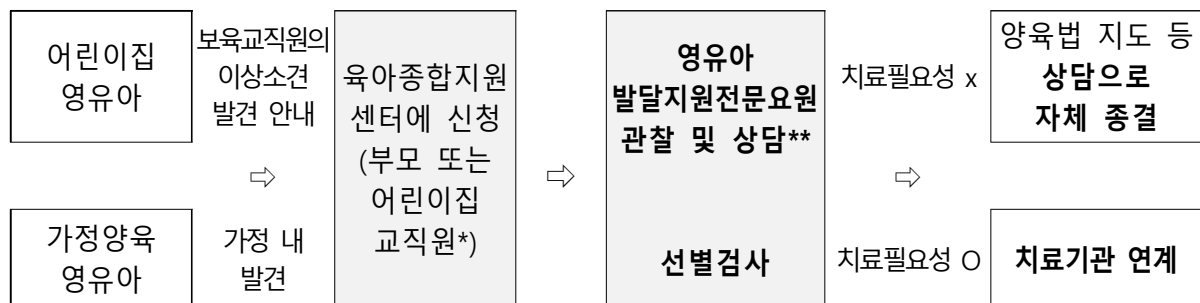 어린이집
영유아
보육교직원의
이상소견
발견 안내
⇨
가정양육
영유아
가정 내
발견
육아종합지원
센터에 신청
(부모 또는
어린이집
교직원*)
⇨
영유아
발달지원전문요원
관찰 및 상담**
선별검사
치료필요성 x
⇨
치료필요성 O
양육법 지도 등
상담으로
자체 종결
치료기관 연계